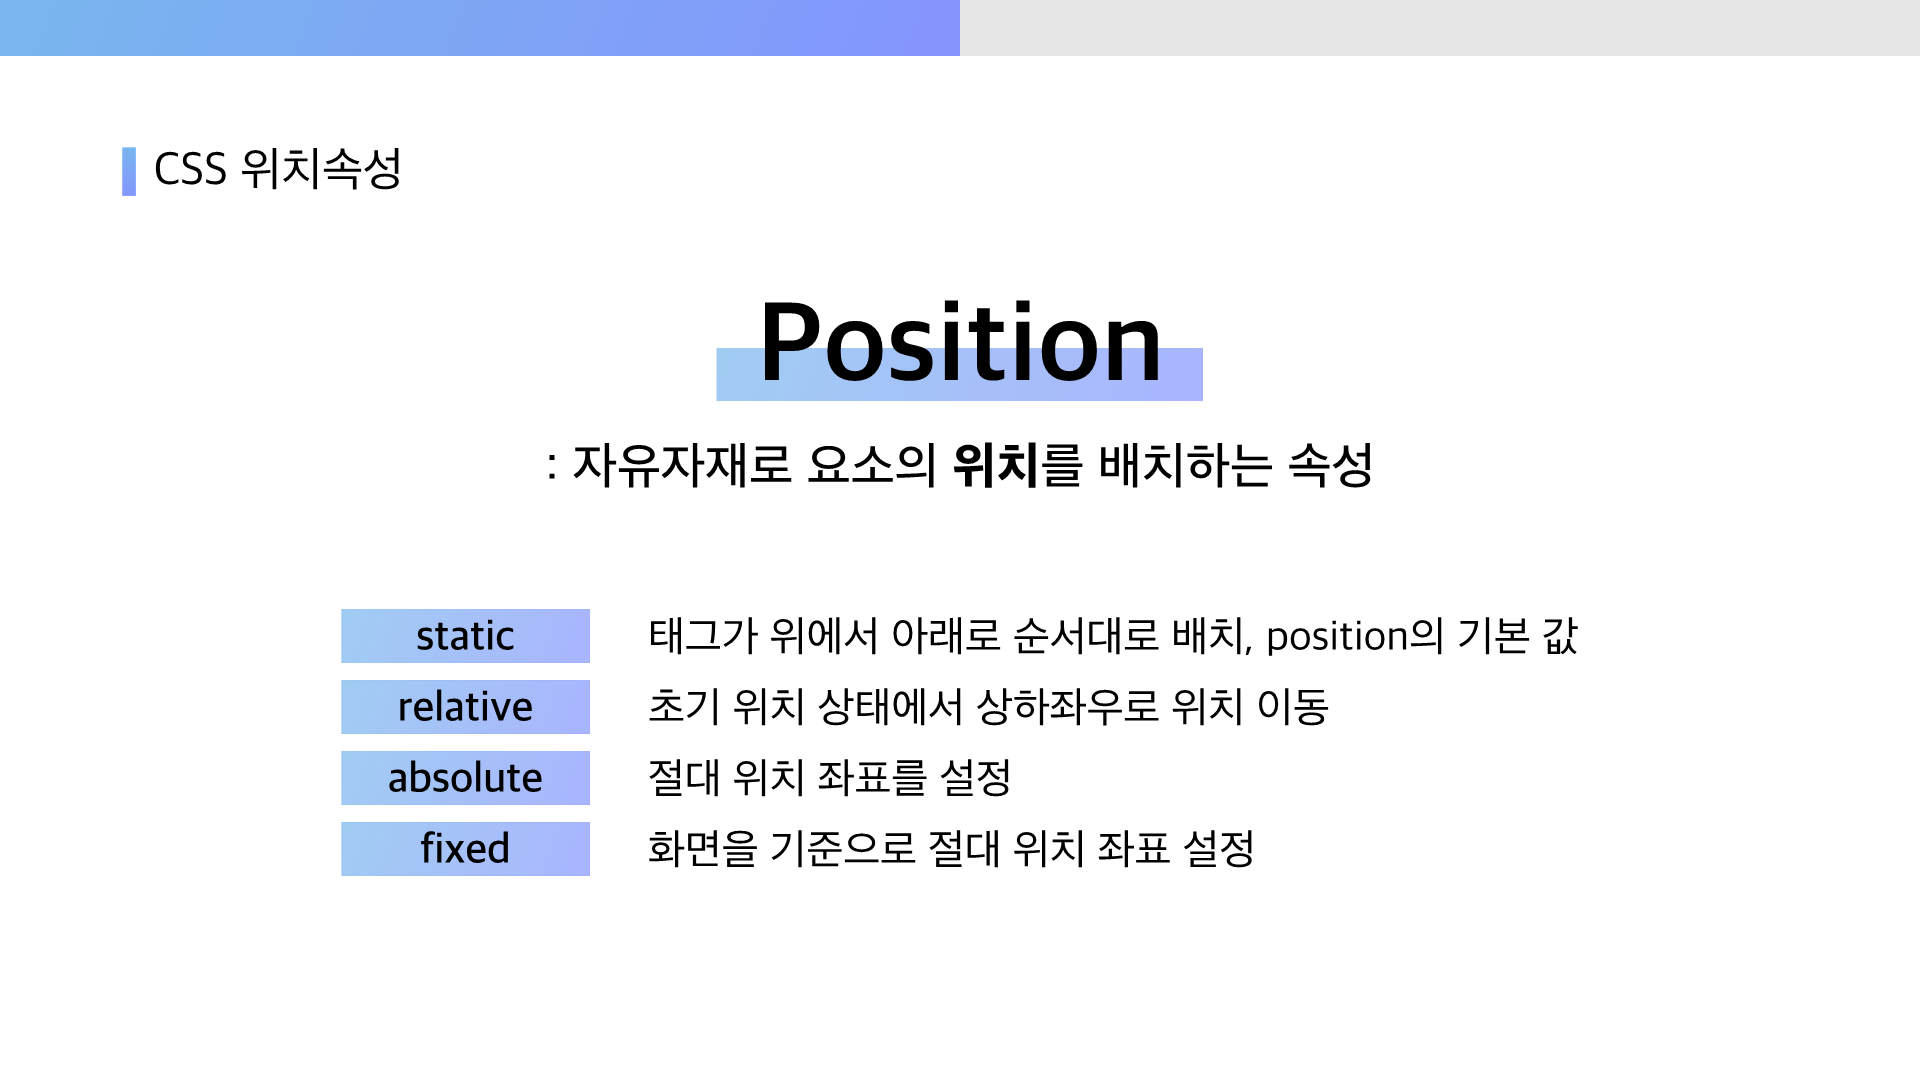 CSS 위치속성
Position
: 자유자재로 요소의 위치를 배치하는 속성
static 태그가 위에서 아래로 순서대로 배치, position의 기본 값
relative 초기 위치 상태에서 상하좌우로 위치 이동
absolute 절대 위치 좌표를 설정
fixed 화면을 기준으로 절대 위치 좌표 설정